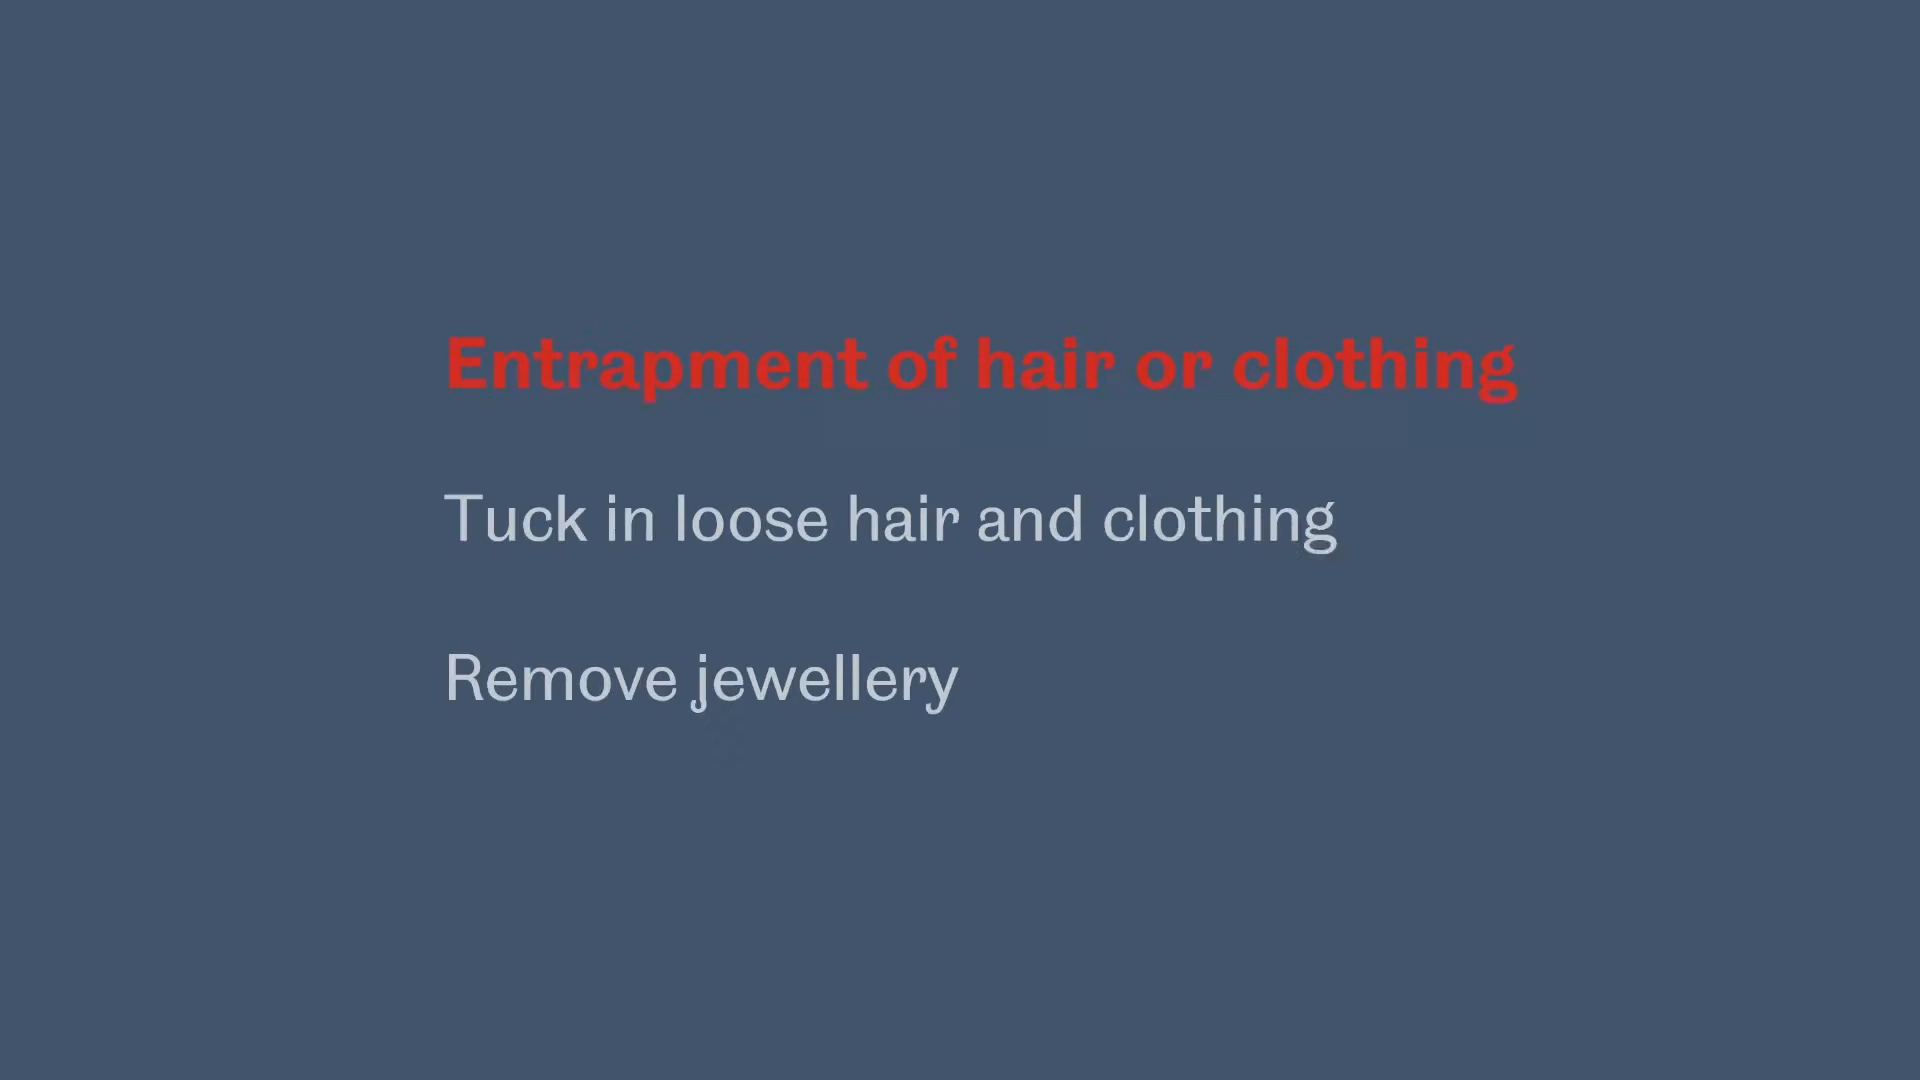 Entrapment of hair or clothing
Tuck in loose hair and clothing
Remove jewellery